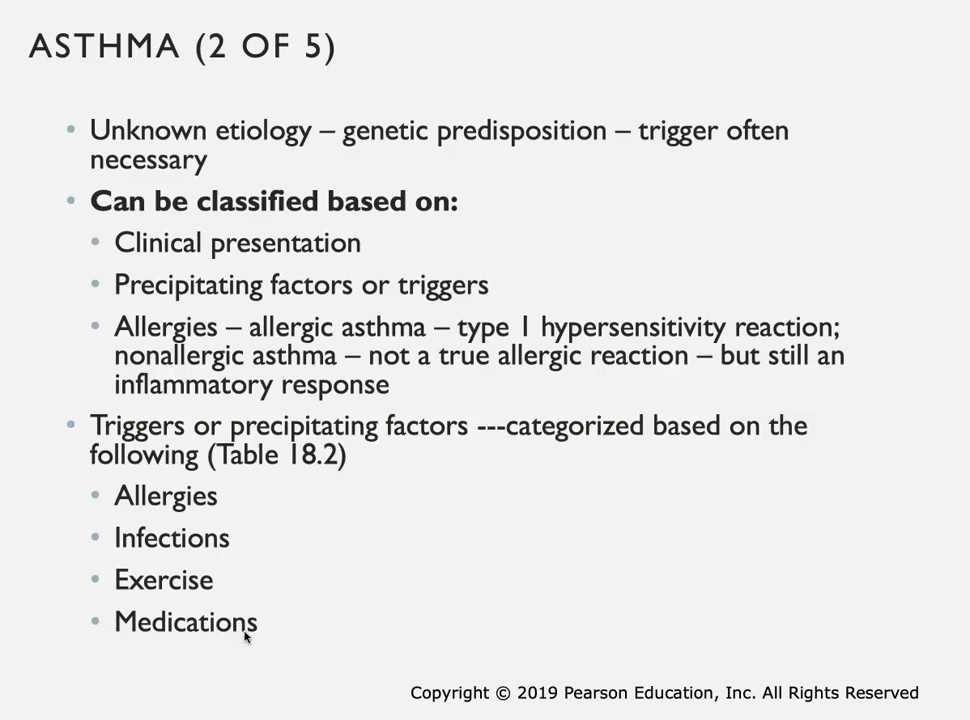 ASTHMA (2 OF 5)
• Unknown etiology – genetic predisposition – trigger often
necessary
• Can be classified based on:
• Clinical presentation
• Precipitating factors or triggers
• Allergies – allergic asthma – type 1 hypersensitivity reaction;
nonallergic asthma – not a true allergic reaction – but still an
inflammatory response
• Triggers or precipitating factors ---categorized based on the
following (Table 18.2)
• Allergies
• Infections
• Exercise
• Medications
Copyright © 2019 Pearson Education, Inc. All Rights Reserved